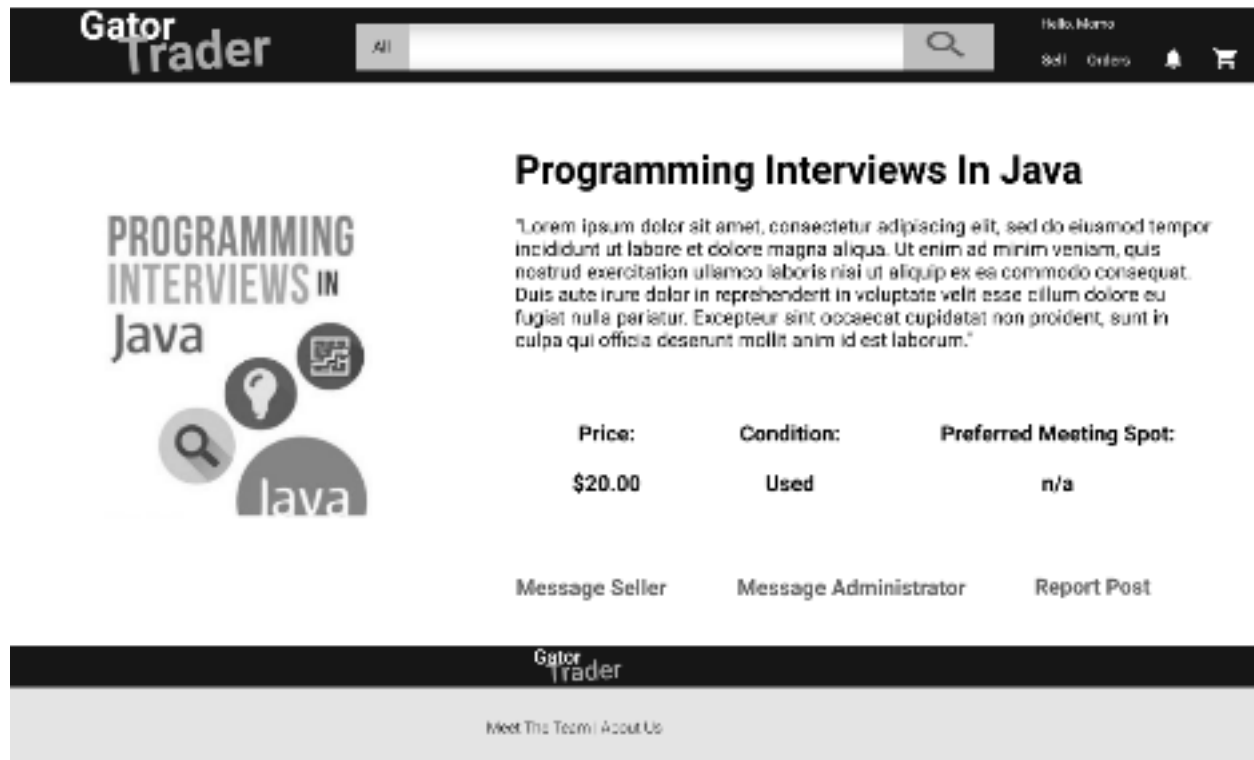 Gator
Trader
All
Hello, Momo
Sell Orders
Programming Interviews In Java
"Lorem ipsum dolor sit amet, consectetur adipiscing elit, sed do eiusmod tempor
incididunt ut labore et dolore magna aliqua. Ut enim ad minim veniam, quis
nostrud exercitation ullamco laboris nisi ut aliquip ex ea commodo consequat.
Duis aute irure dolor in reprehenderit in voluptate velit esse cillum dolore eu
fugiat nulla pariatur. Excepteur sint occaecat cupidatat non proident, sunt in
culpa qui officia deserunt mollit anim id est laborum."
PROGRAMMING
INTERVIEWS IN
Java
Java
Price: Condition: Preferred Meeting Spot:
$20.00 Used n/a
Message Seller Message Administrator Report Post
Gator
Trader
Meet The Team | About Us